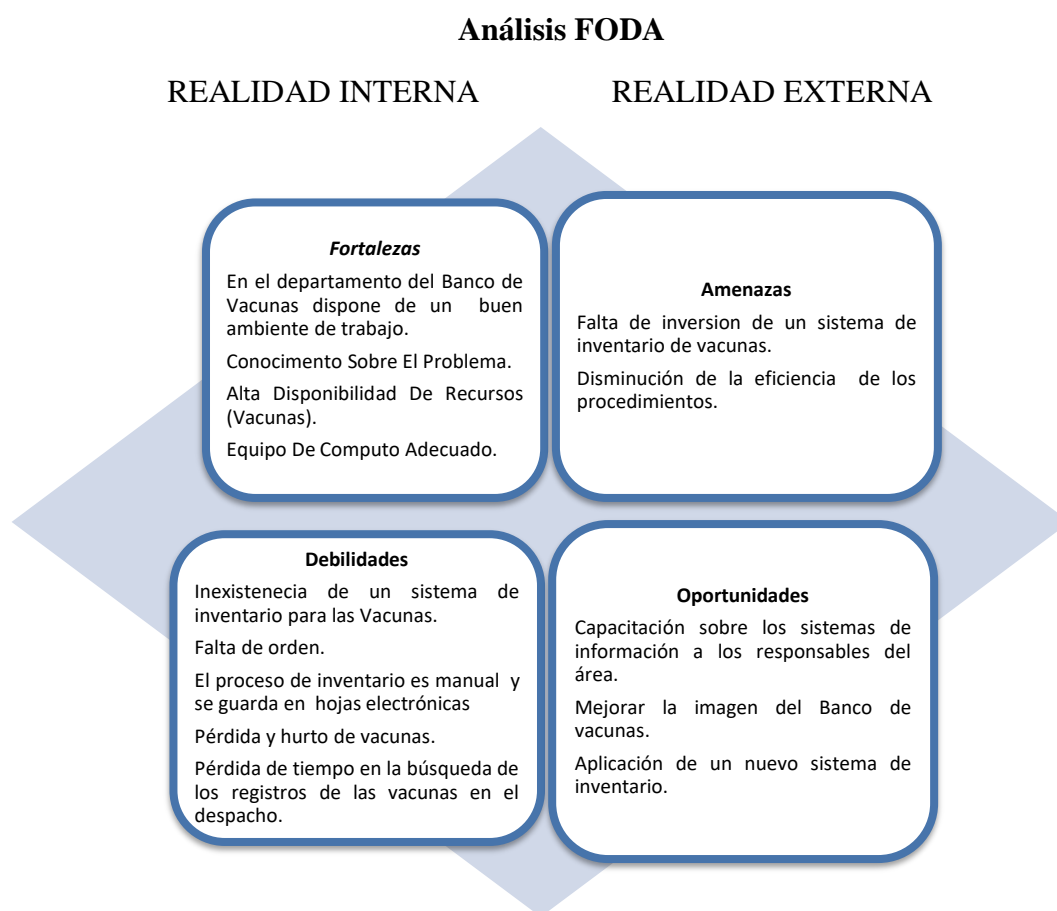 Análisis FODA
REALIDAD INTERNA
REALIDAD EXTERNA
Fortalezas
En el departamento del Banco de
Vacunas dispone de un buen
ambiente de trabajo.
Conocimento Sobre El Problema.
Alta Disponibilidad De Recursos
(Vacunas).
Equipo De Computo Adecuado.
Amenazas
Falta de inversion de un sistema de
inventario de vacunas.
Disminución de la eficiencia de los
procedimientos.
Debilidades
Inexistenecia de un sistema de
inventario para las Vacunas.
Falta de orden.
El proceso de inventario es manual y
se guarda en hojas electrónicas
Pérdida y hurto de vacunas.
Pérdida de tiempo en la búsqueda de
los registros de las vacunas en el
despacho.
Oportunidades
Capacitación sobre los sistemas de
información a los responsables del
área.
Mejorar la imagen del Banco de
vacunas.
Aplicación de un nuevo sistema de
inventario.